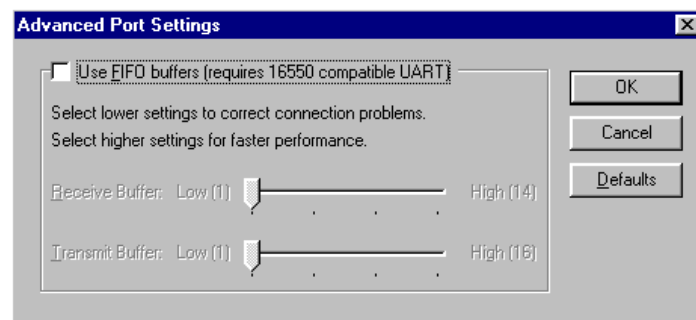 Advanced Port Settings
Use FIFO buffers (requires 16550 compatible UART)
Select lower settings to correct connection problems.
Select higher settings for faster performance.
Receive Buffer: Low (1) High (14)
Transmit Buffer: Low (1) High (16)
OK
Cancel
Defaults